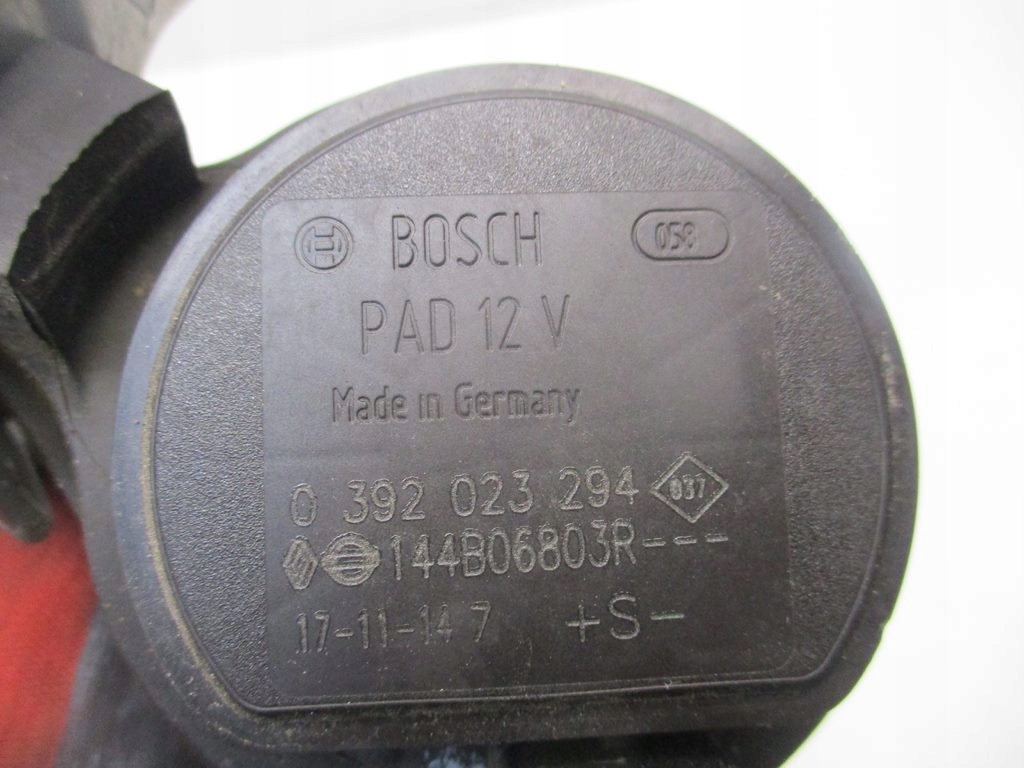 BOSCH 058
PAD 12 V
Made in Germany
0 392 023 294 037
144B06803R---
17-11-14 7 +S-